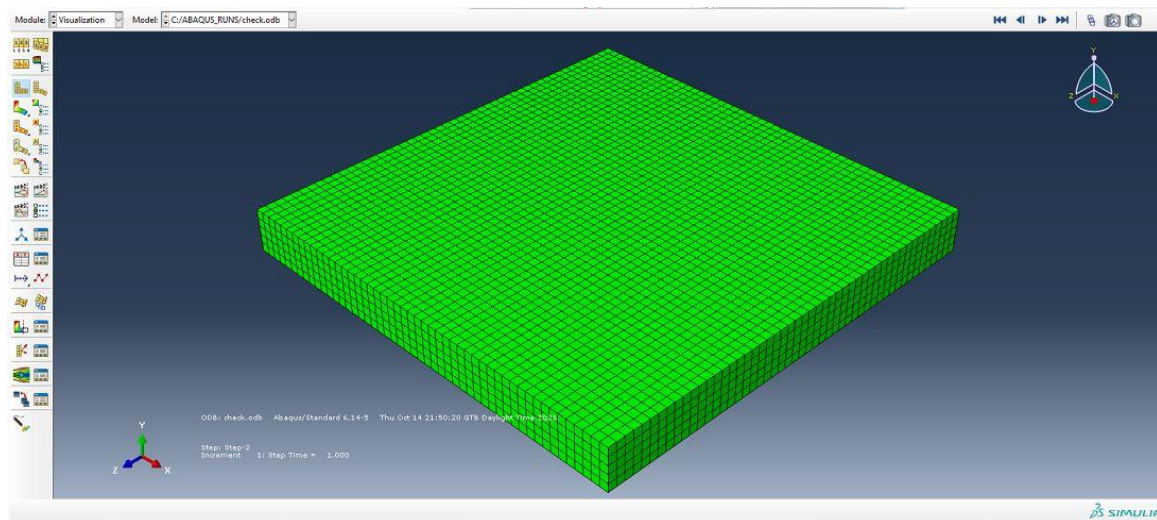 Module: Visualization Model: C:/ABAQUS_RUNS/check.odb
Y
Z X
ODB: check.odb Abaqus/Standard 6.14-5 Thu Oct 14 21:50:20 GTB Daylight Time 2021
Step: Step-2
Increment 1: Step Time = 1.000
Y
Z X
SIMULIA